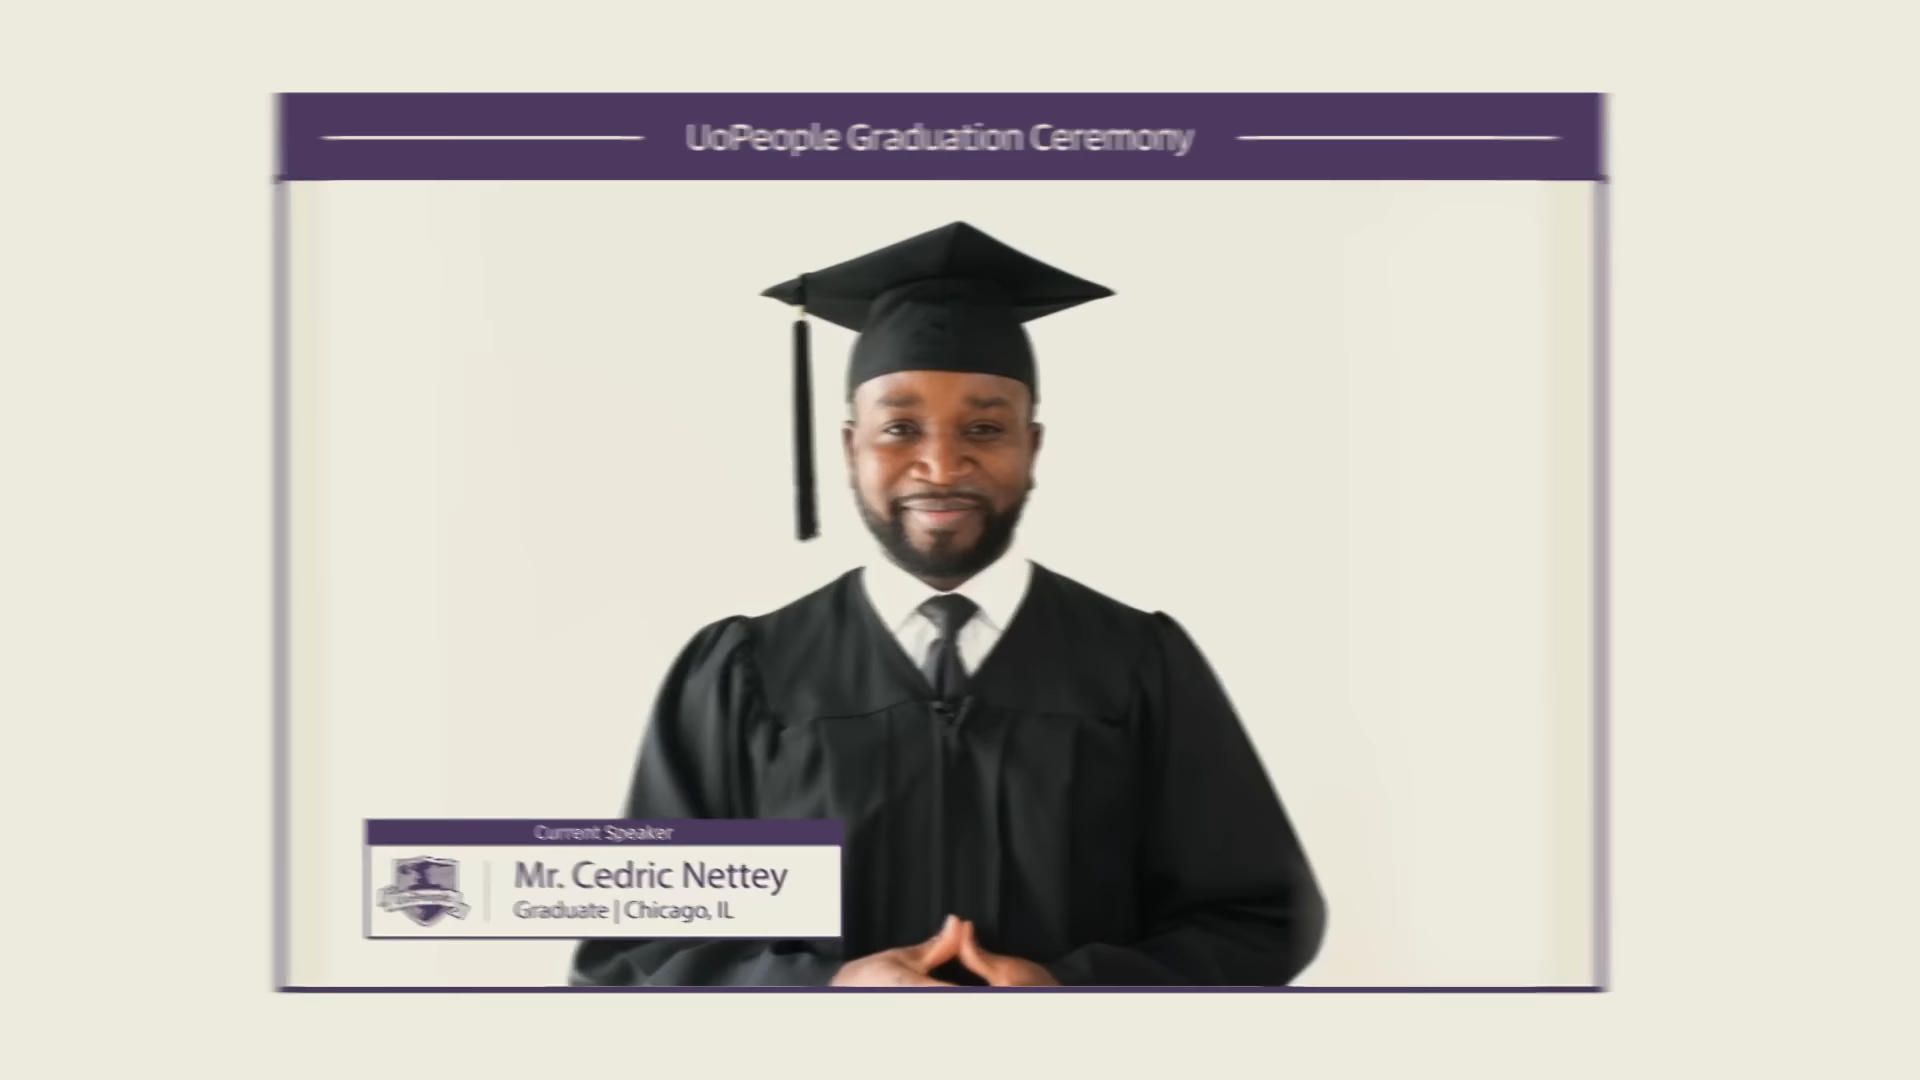 UoPeople Graduation Ceremony
Current Speaker
Mr. Cedric Nettey
Graduate | Chicago, IL